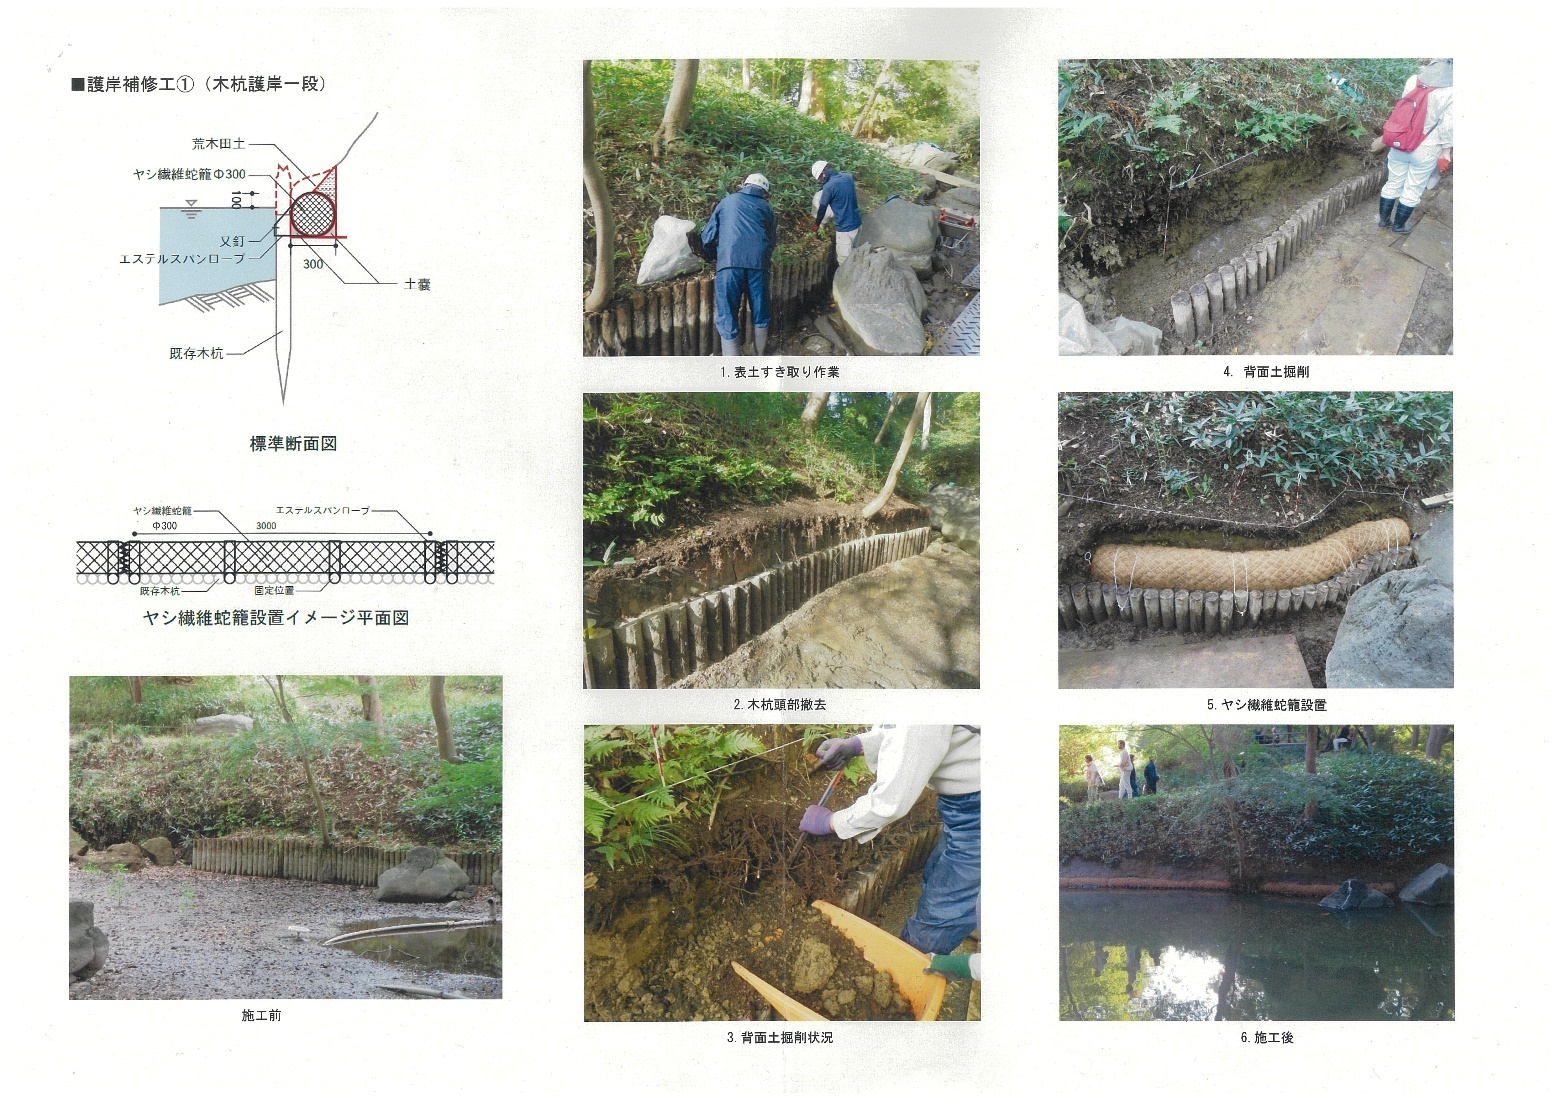 ■護岸補修工①（木杭護岸一段）
荒木田土
ヤシ繊維蛇籠Φ300
100
又釘
エステルスパンロープ
300
土嚢
既存木杭
標準断面図
ヤシ繊維蛇籠
エステルスパンロープ
Φ300
3000
既存木杭
固定位置
ヤシ繊維蛇籠設置イメージ平面図
施工前
1.表土すき取り作業
2.木杭頭部撤去
3.背面土掘削状況
4. 背面土掘削
5.ヤシ繊維蛇籠設置
6.施工後